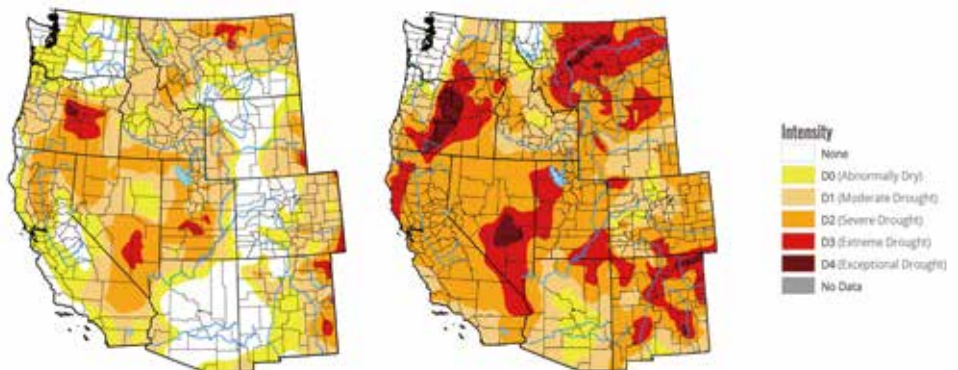 Intensity
None
D0 (Abnormally Dry)
D1 (Moderate Drought)
D2 (Severe Drought)
D3 (Extreme Drought)
D4 (Exceptional Drought)
No Data